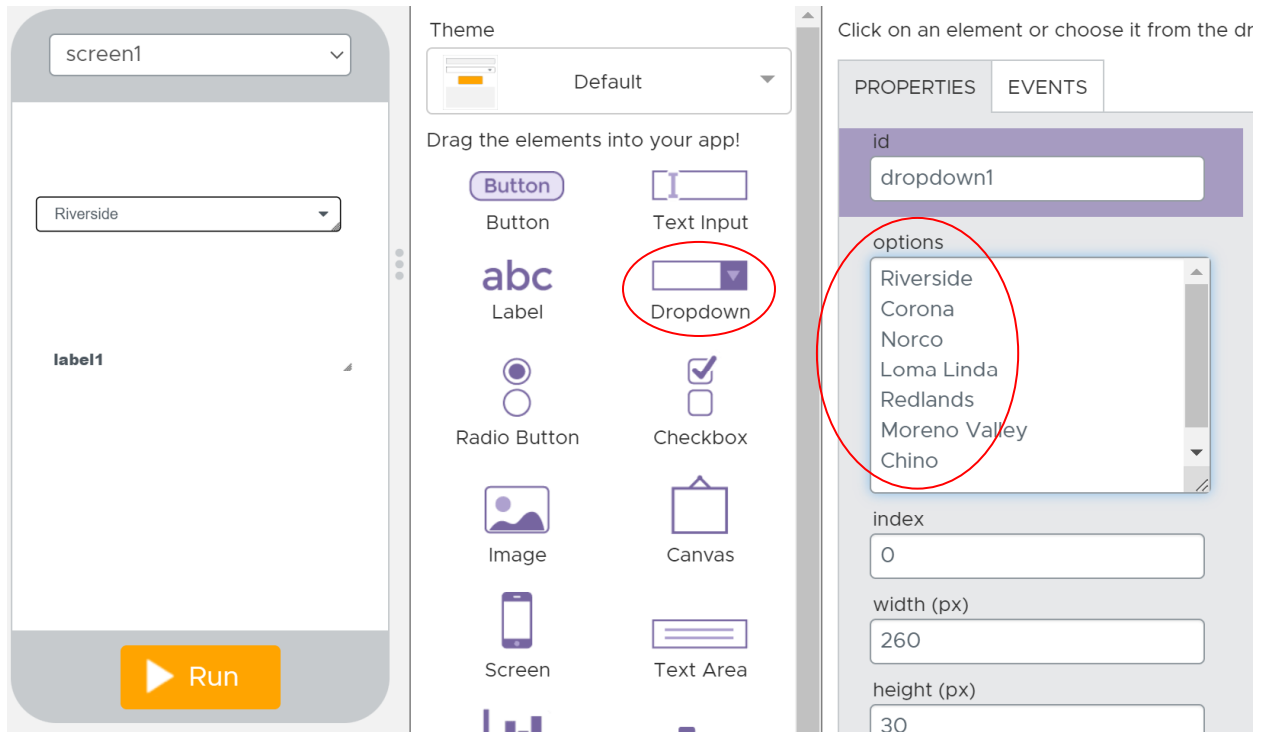 screen1
Riverside
label1
Run
Theme
Default
Drag the elements into your app!
Button
Button
Text Input
abc
Label
Dropdown
Radio Button
Checkbox
Image
Canvas
Screen
Text Area
Click on an element or choose it from the dr
PROPERTIES
EVENTS
id
dropdown1
options
Riverside
Corona
Norco
Loma Linda
Redlands
Moreno Valley
Chino
index
0
width (px)
260
height (px)
30